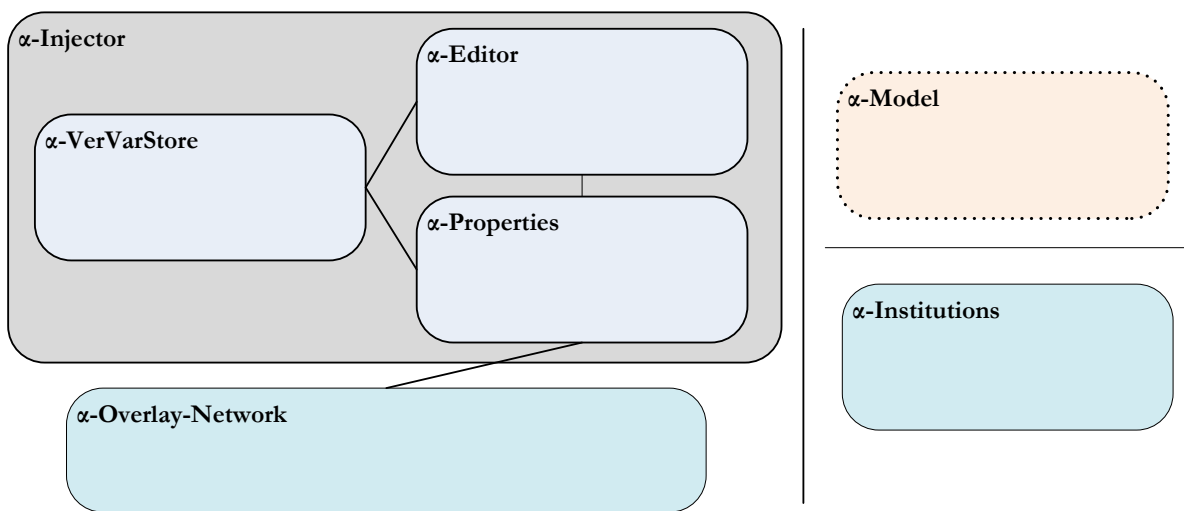 α-Injector
α-Editor
α-VerVarStore
α-Properties
α-Overlay-Network
α-Model
α-Institutions